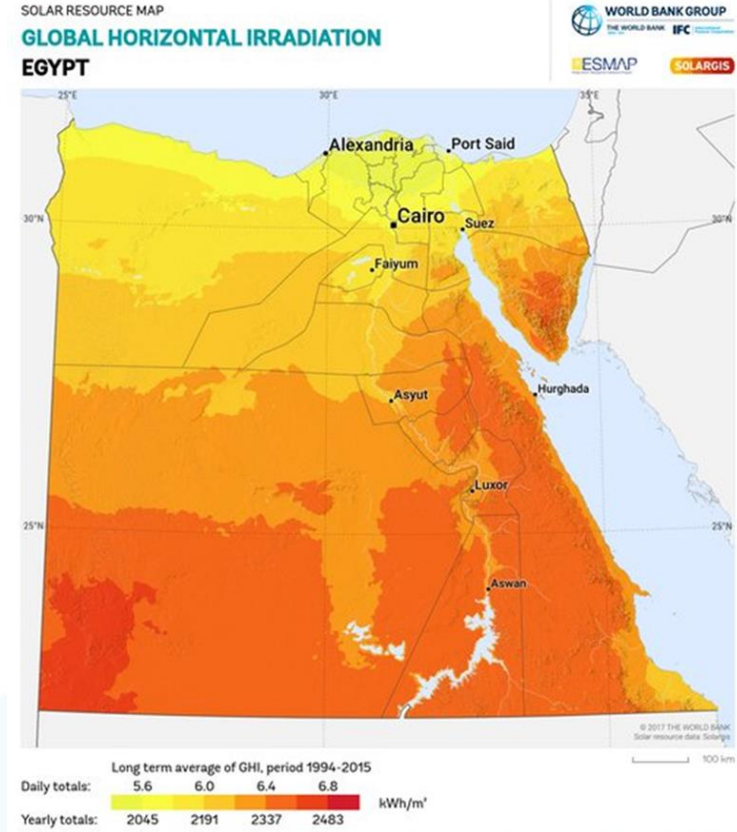 SOLAR RESOURCE MAP
GLOBAL HORIZONTAL IRRADIATION
EGYPT
WORLD BANK GROUP
THE WORLD BANK IFC
ESMAP
SOLARGIS
25°E 30°E 35°E
Alexandria
Port Said
30°N
Cairo
30°N
Suez
Faiyum
Hurghada
Asyut
Luxor
25°N
25°N
Aswan
© 2017 THE WORLD BANK
Solar resource data: Solargis
100 km
Long term average of GHI, period 1994-2015
Daily totals: 5.6 6.0 6.4 6.8
kWh/m²
Yearly totals: 2045 2191 2337 2483